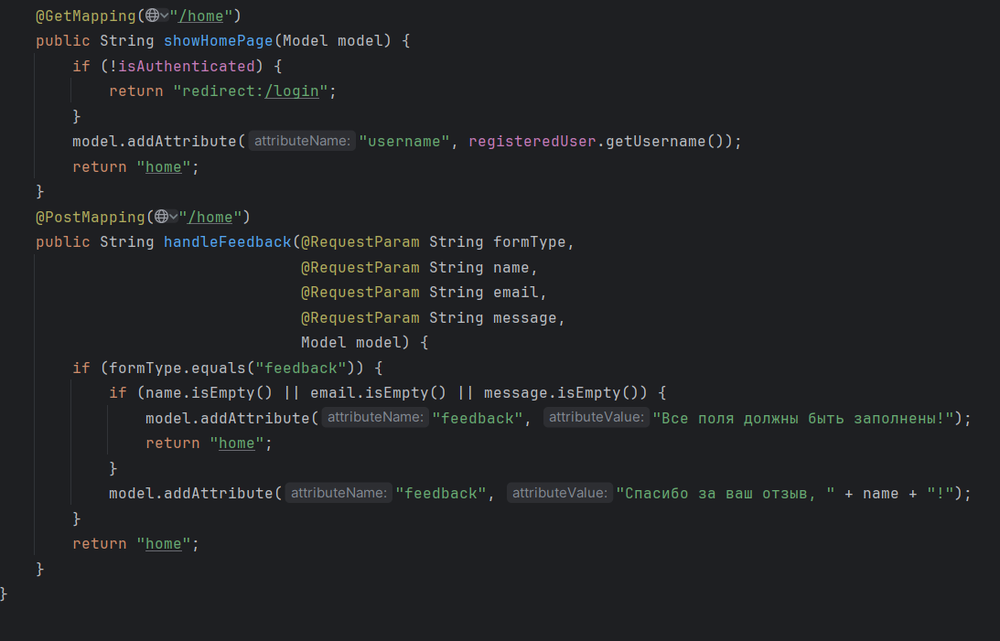 @GetMapping("/home")
public String showHomePage(Model model) {
if (!isAuthenticated) {
return "redirect:/login";
}
model.addAttribute( attributeName: "username", registeredUser.getUsername());
return "home";
}
@PostMapping("/home")
public String handleFeedback(@RequestParam String formType,
@RequestParam String name,
@RequestParam String email,
@RequestParam String message,
Model model) {
if (formType.equals("feedback")) {
if (name.isEmpty() || email.isEmpty() || message.isEmpty()) {
model.addAttribute( attributeName: "feedback", attributeValue: "Все поля должны быть заполнены!");
return "home";
}
model.addAttribute( attributeName: "feedback", attributeValue: "Спасибо за ваш отзыв, " + name + "!");
}
return "home";
}
}